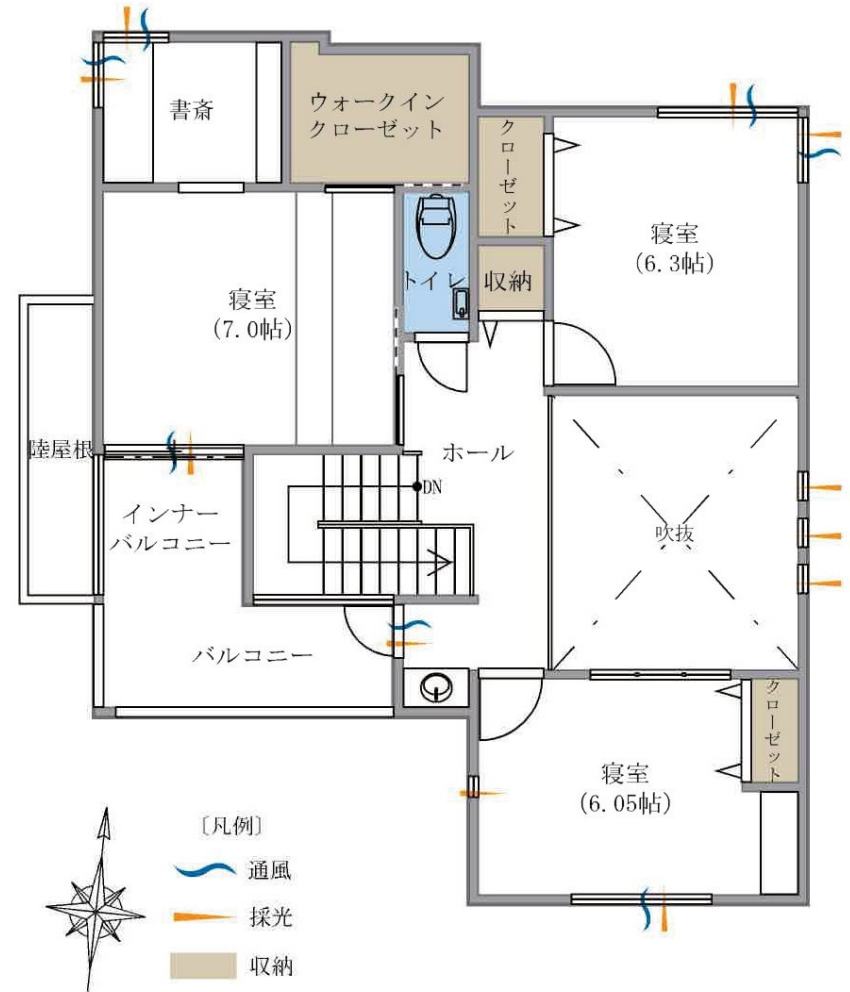 書斎
ウォークイン
クローゼット
クローゼット
寝室
(6.3帖)
トイレ
収納
寝室
(7.0帖)
陸屋根
ホール
DN
インナー
バルコニー
吹抜
バルコニー
クローゼット
寝室
(6.05帖)
〔凡例〕
通風
採光
収納